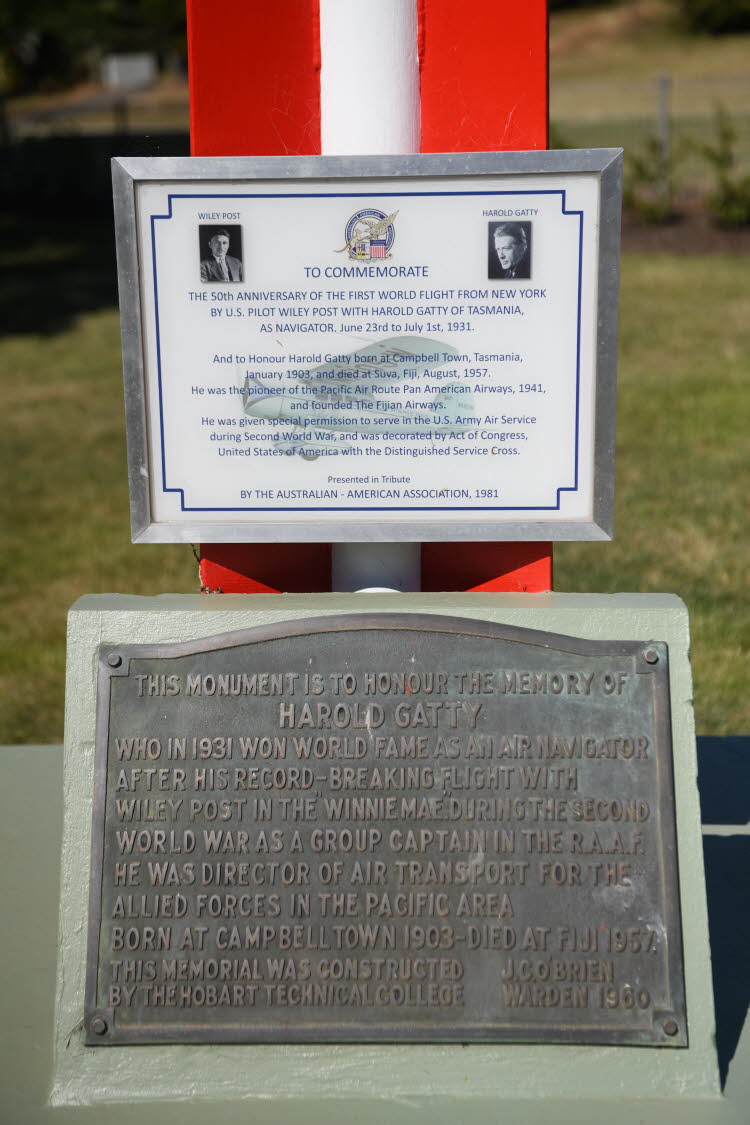 WILEY POST
HAROLD GATTY
TO COMMEMORATE
THE 50th ANNIVERSARY OF THE FIRST WORLD FLIGHT FROM NEW YORK
BY U.S. PILOT WILEY POST WITH HAROLD GATTY OF TASMANIA,
AS NAVIGATOR. June 23rd to July 1st, 1931.
And to Honour Harold Gatty born at Campbell Town, Tasmania,
January 1903, and died at Suva, Fiji, August, 1957.
He was the pioneer of the Pacific Air Route Pan American Airways, 1941,
and founded The Fijian Airways.
He was given special permission to serve in the U.S. Army Air Service
during Second World War, and was decorated by Act of Congress,
United States of America with the Distinguished Service Cross.
Presented in Tribute
BY THE AUSTRALIAN - AMERICAN ASSOCIATION, 1981
THIS MONUMENT IS TO HONOUR THE MEMORY OF
HAROLD GATTY
WHO IN 1931 WON WORLD FAME AS AN AIR NAVIGATOR
AFTER HIS RECORD-BREAKING FLIGHT WITH
WILEY POST IN THE "WINNIE MAE". DURING THE SECOND
WORLD WAR AS A GROUP CAPTAIN IN THE R.A.A.F.
HE WAS DIRECTOR OF AIR TRANSPORT FOR THE
ALLIED FORCES IN THE PACIFIC AREA
BORN AT CAMPBELL TOWN 1903-DIED AT FIJI 1957.
THIS MEMORIAL WAS CONSTRUCTED J.C.O'BRIEN
BY THE HOBART TECHNICAL COLLEGE WARDEN 1960